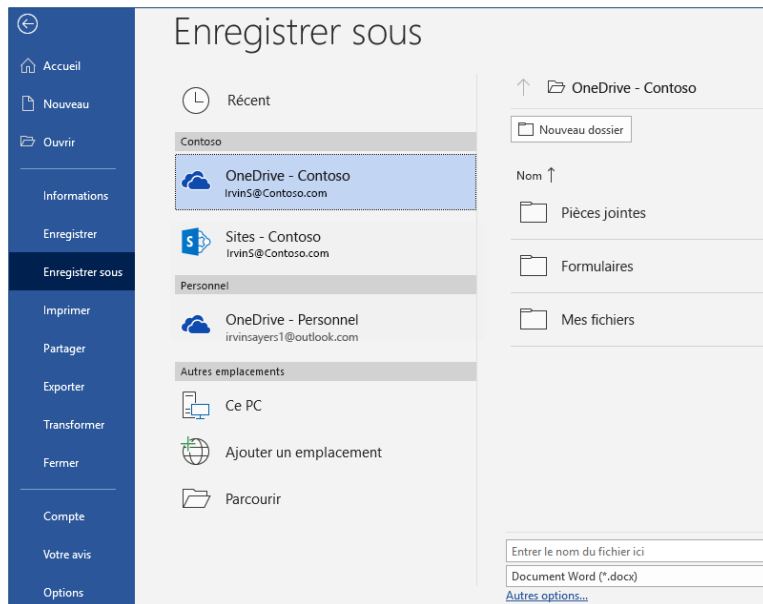 Enregistrer sous
Accueil
Nouveau
Ouvrir
Informations
Enregistrer
Enregistrer sous
Imprimer
Partager
Exporter
Transformer
Fermer
Compte
Votre avis
Options
Récent
Contoso
OneDrive - Contoso
IrvinS@Contoso.com
Sites - Contoso
IrvinS@Contoso.com
Personnel
OneDrive - Personnel
irvinsayers1@outlook.com
Autres emplacements
Ce PC
Ajouter un emplacement
Parcourir
OneDrive - Contoso
Nouveau dossier
Nom
Pièces jointes
Formulaires
Mes fichiers
Entrer le nom du fichier ici
Document Word (*.docx)
Autres options...